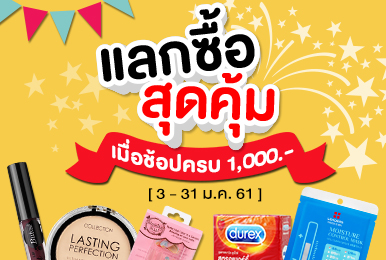 แลกซื้อ
สุดคุ้ม
เมื่อช้อปครบ 1,000.-
[ 3 - 31 ม.ค. 61 ]
COLLECTION
LASTING
PERFECTION
durex
MOISTURE